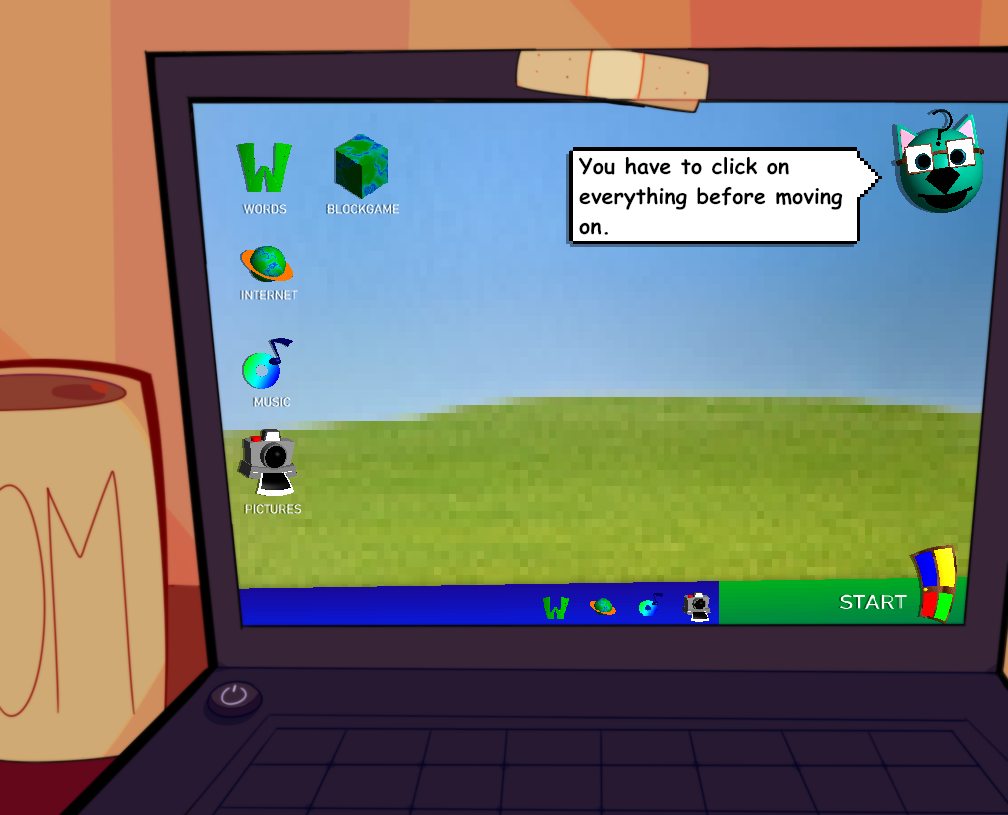 WORDS
BLOCKGAME
You have to click on
everything before moving
on.
INTERNET
MUSIC
PICTURES
START
OM